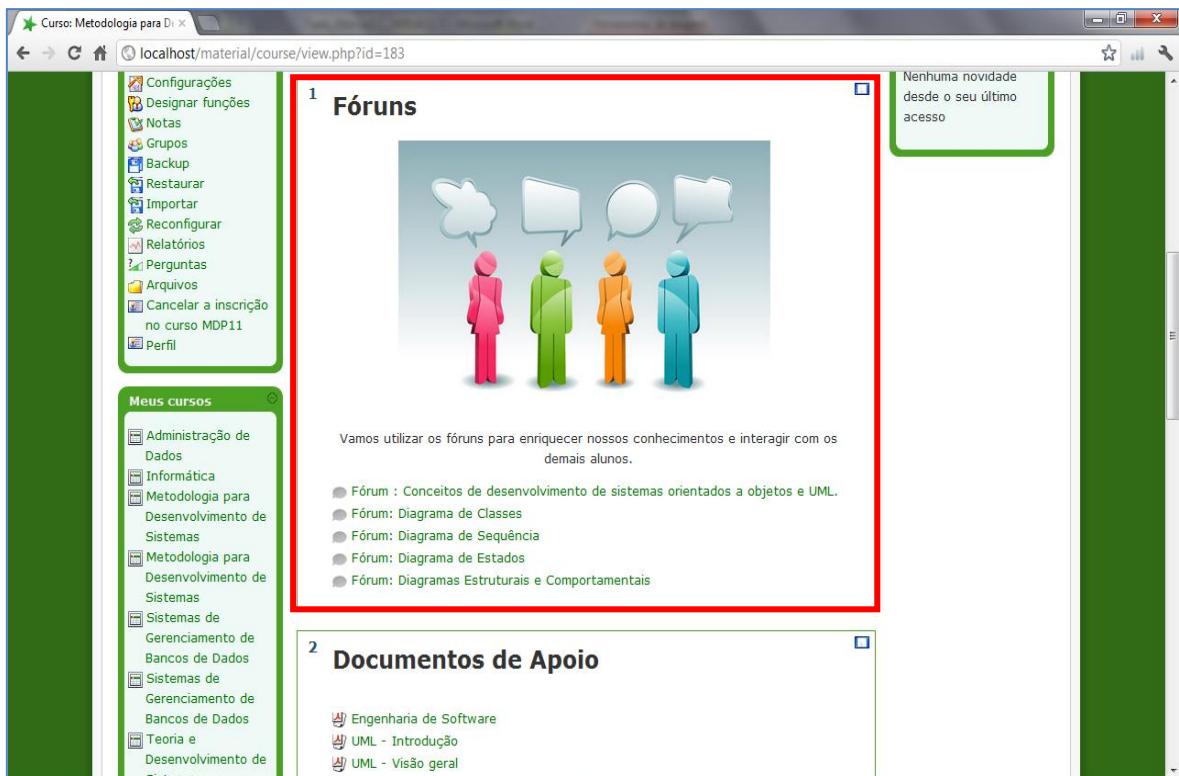 Curso: Metodologia para D
localhost/material/course/view.php?id=183
Configurações
Designar funções
Notas
Grupos
Backup
Restaurar
Importar
Reconfigurar
Relatórios
Perguntas
Arquivos
Cancelar a inscrição
no curso MDP11
Perfil
Meus cursos
Administração de
Dados
Informática
Metodologia para
Desenvolvimento de
Sistemas
Metodologia para
Desenvolvimento de
Sistemas
Sistemas de
Gerenciamento de
Bancos de Dados
Sistemas de
Gerenciamento de
Bancos de Dados
Teoria e
Desenvolvimento de
1
Fóruns
Vamos utilizar os fóruns para enriquecer nossos conhecimentos e interagir com os
demais alunos.
Fórum : Conceitos de desenvolvimento de sistemas orientados a objetos e UML.
Fórum: Diagrama de Classes
Fórum: Diagrama de Sequência
Fórum: Diagrama de Estados
Fórum: Diagramas Estruturais e Comportamentais
2
Documentos de Apoio
Engenharia de Software
UML - Introdução
UML - Visão geral
Nenhuma novidade
desde o seu último
acesso